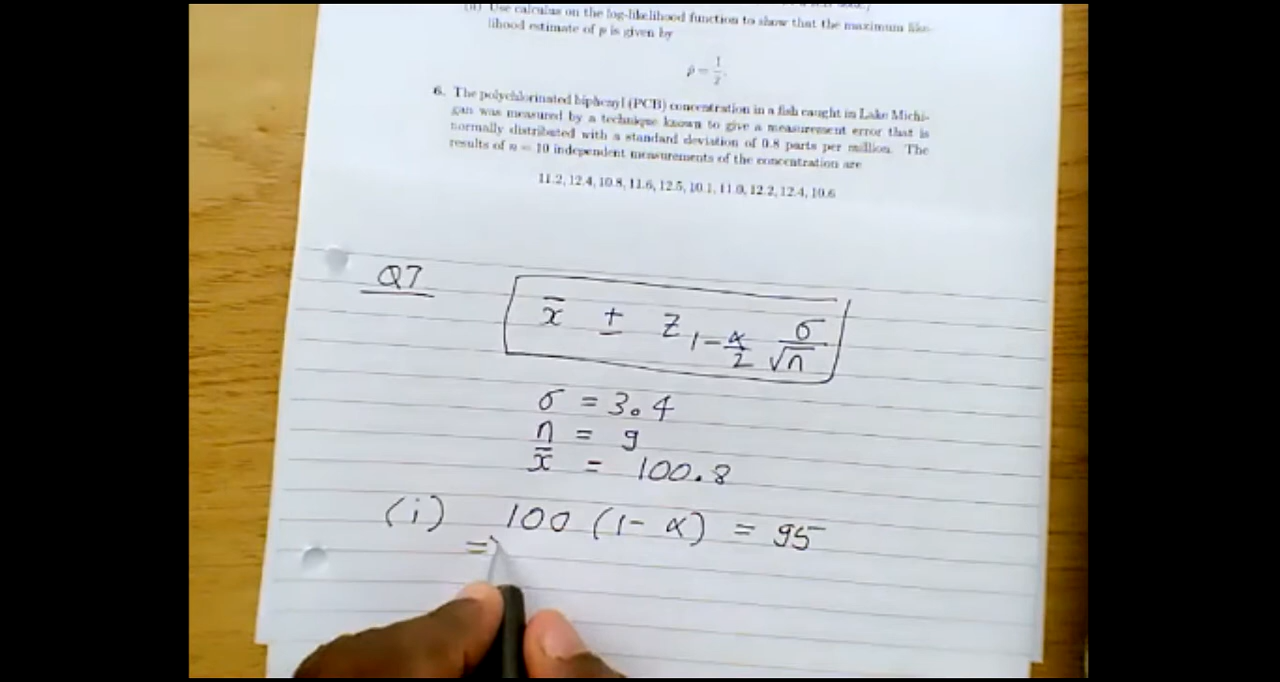 (ii) Use calculus on the log-likelihood function to show that the maximum like-
lihood estimate of p is given by
p̂ = 1/2.
6. The polychlorinated biphenyl (PCB) concentration in a fish caught in Lake Michi-
gan was measured by a technique known to give a measurement error that is
normally distributed with a standard deviation of 0.8 parts per million. The
results of n = 10 independent measurements of the concentration are
11.2, 12.4, 10.8, 11.6, 12.5, 10.1, 11.0, 12.2, 12.4, 10.6
Q7
x̄ ± z 1-α/2 σ/√n
σ = 3.4
n = 9
x̄ = 100.8
(i) 100 (1- α) = 95
⇒